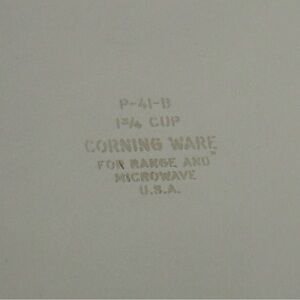 P-41-B
1¾ CUP
CORNING WARE
FOR RANGE AND
MICROWAVE
U.S.A.